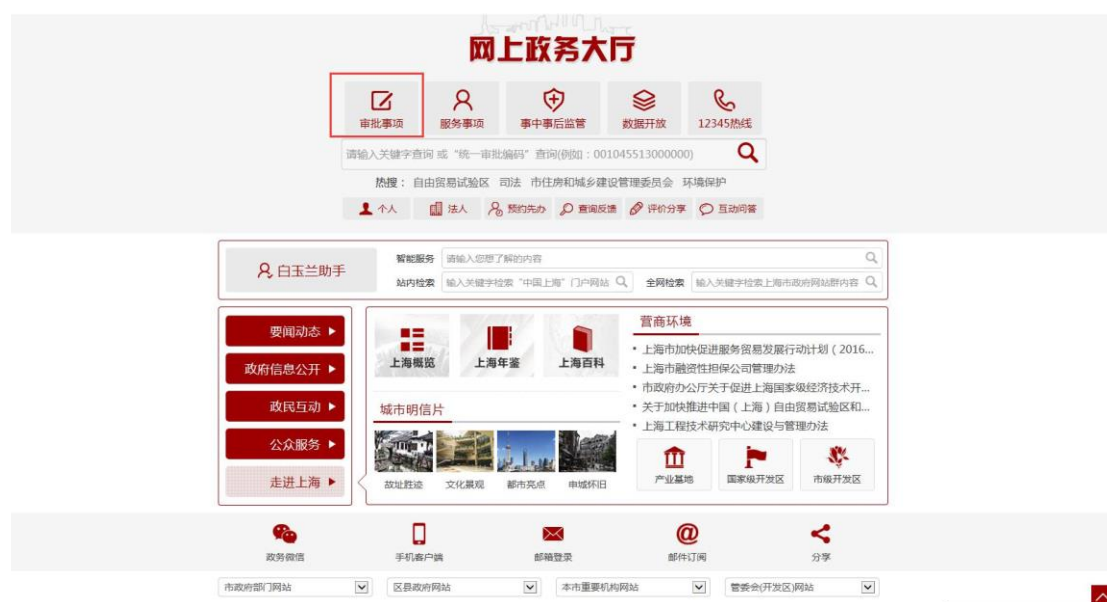 网上政务大厅
审批事项 服务事项 事中事后监管 数据开放 12345热线
请输入关键字查询 或 “统一审批编码” 查询(例如：001045513000000)
热搜： 自由贸易试验区 司法 市住房和城乡建设管理委员会 环境保护
个人 法人 预约先办 查询反馈 评价分享 互动问答
白玉兰助手
智能服务 请输入您想了解的内容
站内检索 输入关键字检索“中国上海”门户网站 全网检索 输入关键字检索上海市政府网站群内容
要闻动态
政府信息公开
政民互动
公众服务
走进上海
上海概览 上海年鉴 上海百科
城市明信片
故址胜迹 文化景观 都市亮点 申城怀旧
营商环境
• 上海市加快促进服务贸易发展行动计划（2016...
• 上海市融资性担保公司管理办法
• 市政府办公厅关于促进上海国家级经济技术开...
• 关于加快推进中国（上海）自由贸易试验区和...
• 上海工程技术研究中心建设与管理办法
产业基地 国家级开发区 市级开发区
政务微信 手机客户端 邮箱登录 邮件订阅 分享
市政府部门网站 区县政府网站 本市重要机构网站 管委会(开发区)网站